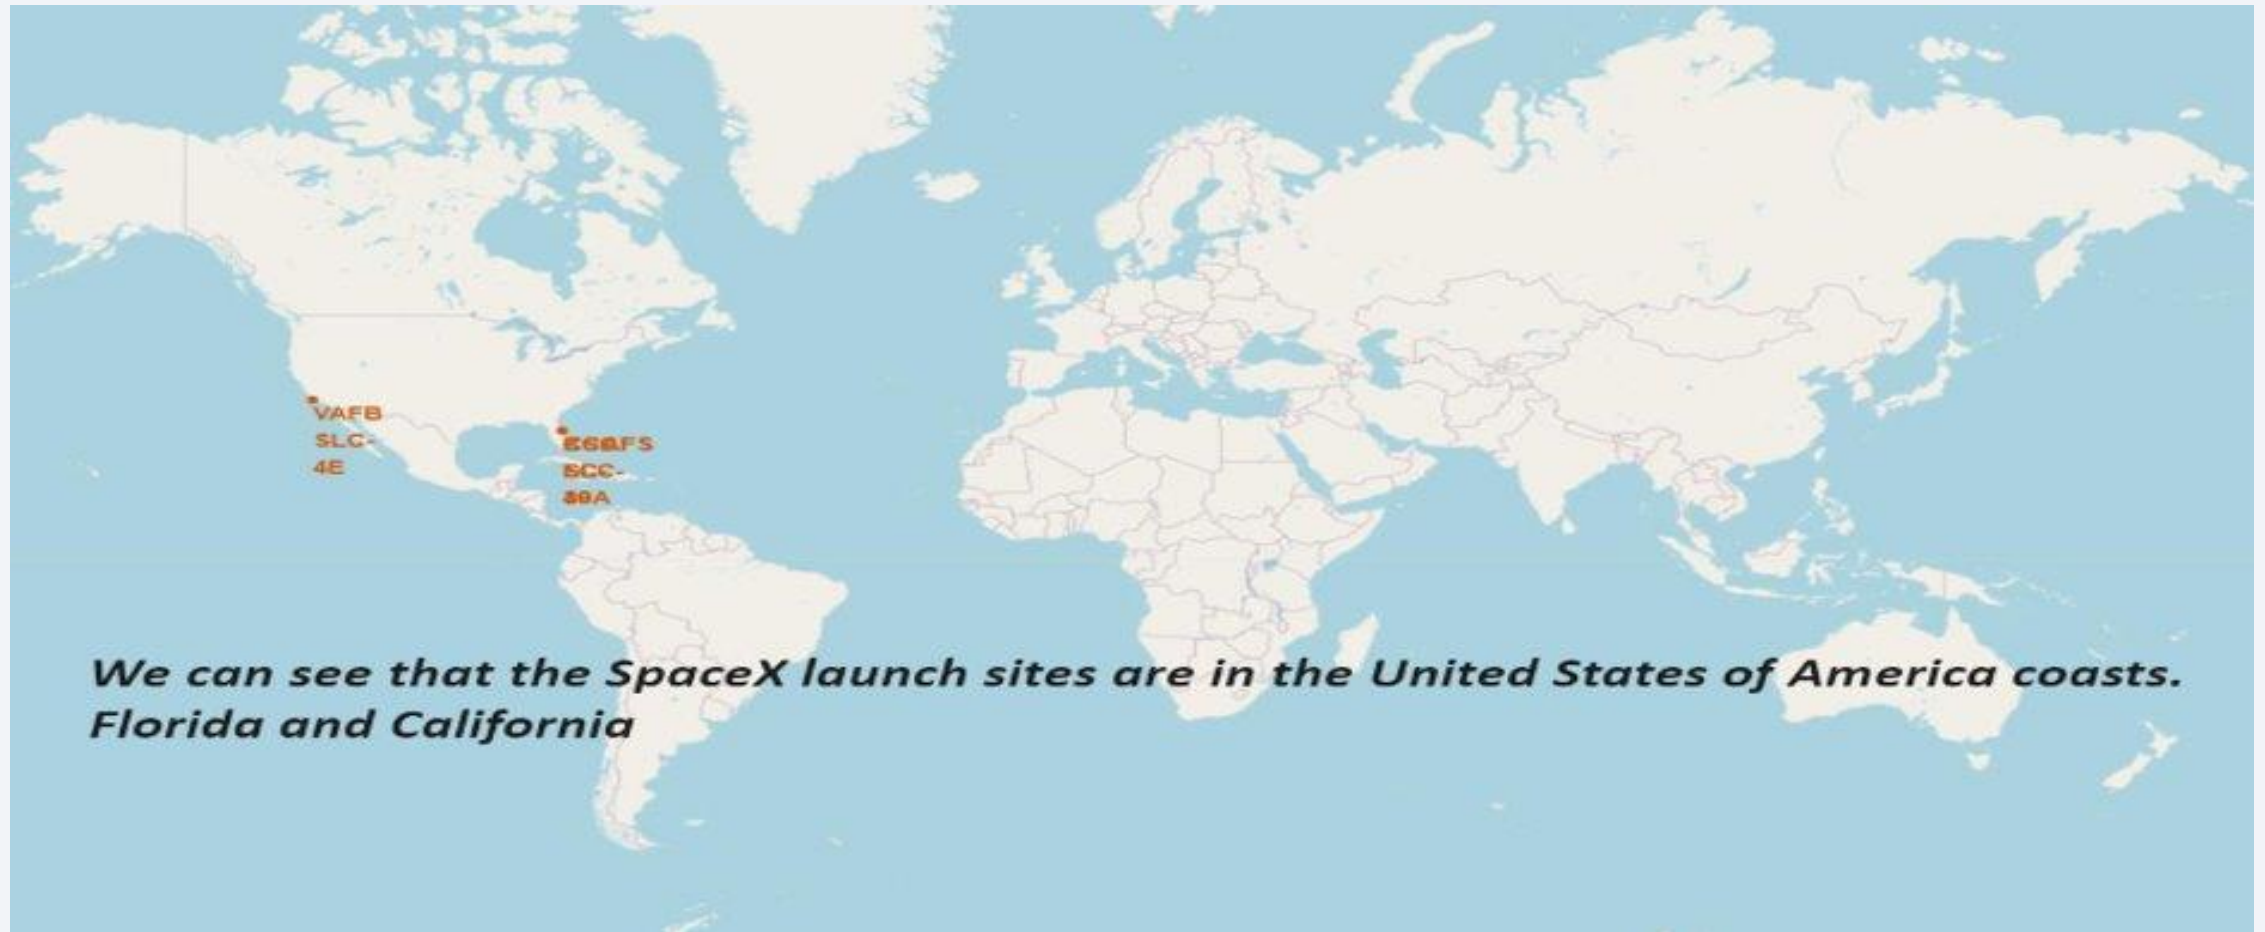 VAFB
SLC-
4E
We can see that the SpaceX launch sites are in the United States of America coasts.
Florida and California